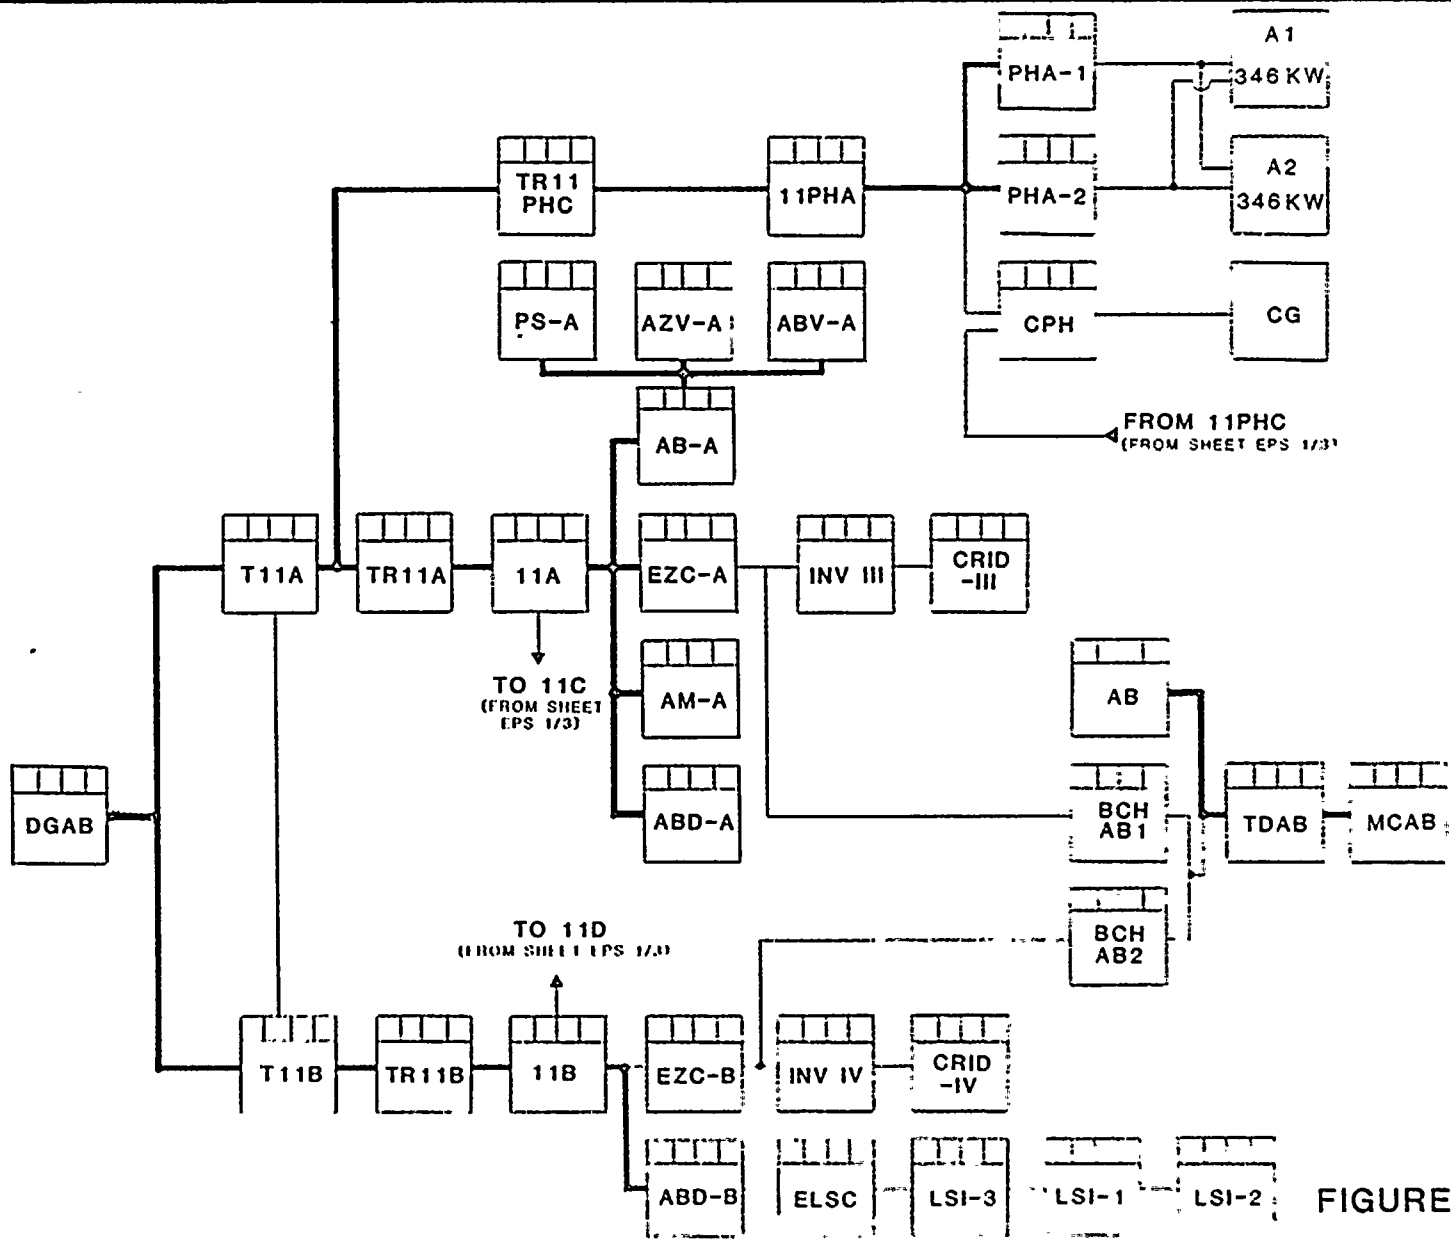 A1
PHA-1
346 KW
TR11
PHC
11PHA
PHA-2
A2
346 KW
PS-A
AZV-A
ABV-A
CPH
CG
AB-A
FROM 11PHC
(FROM SHEET EPS 1/3)
T11A
TR11A
11A
EZC-A
INV III
CRID
-III
TO 11C
(FROM SHEET
EPS 1/3)
AM-A
AB
DGAB
ABD-A
BCH
AB1
TDAB
MCAB
TO 11D
(FROM SHEET EPS 1/3)
BCH
AB2
T11B
TR11B
11B
EZC-B
INV IV
CRID
-IV
ABD-B
ELSC
LSI-3
LSI-1
LSI-2
FIGURE